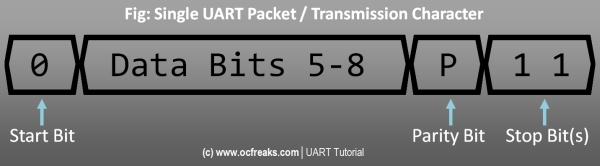 Fig: Single UART Packet / Transmission Character
0 Data Bits 5-8 P 1 1
Start Bit Parity Bit Stop Bit(s)
(c) www.ocfreaks.com | UART Tutorial